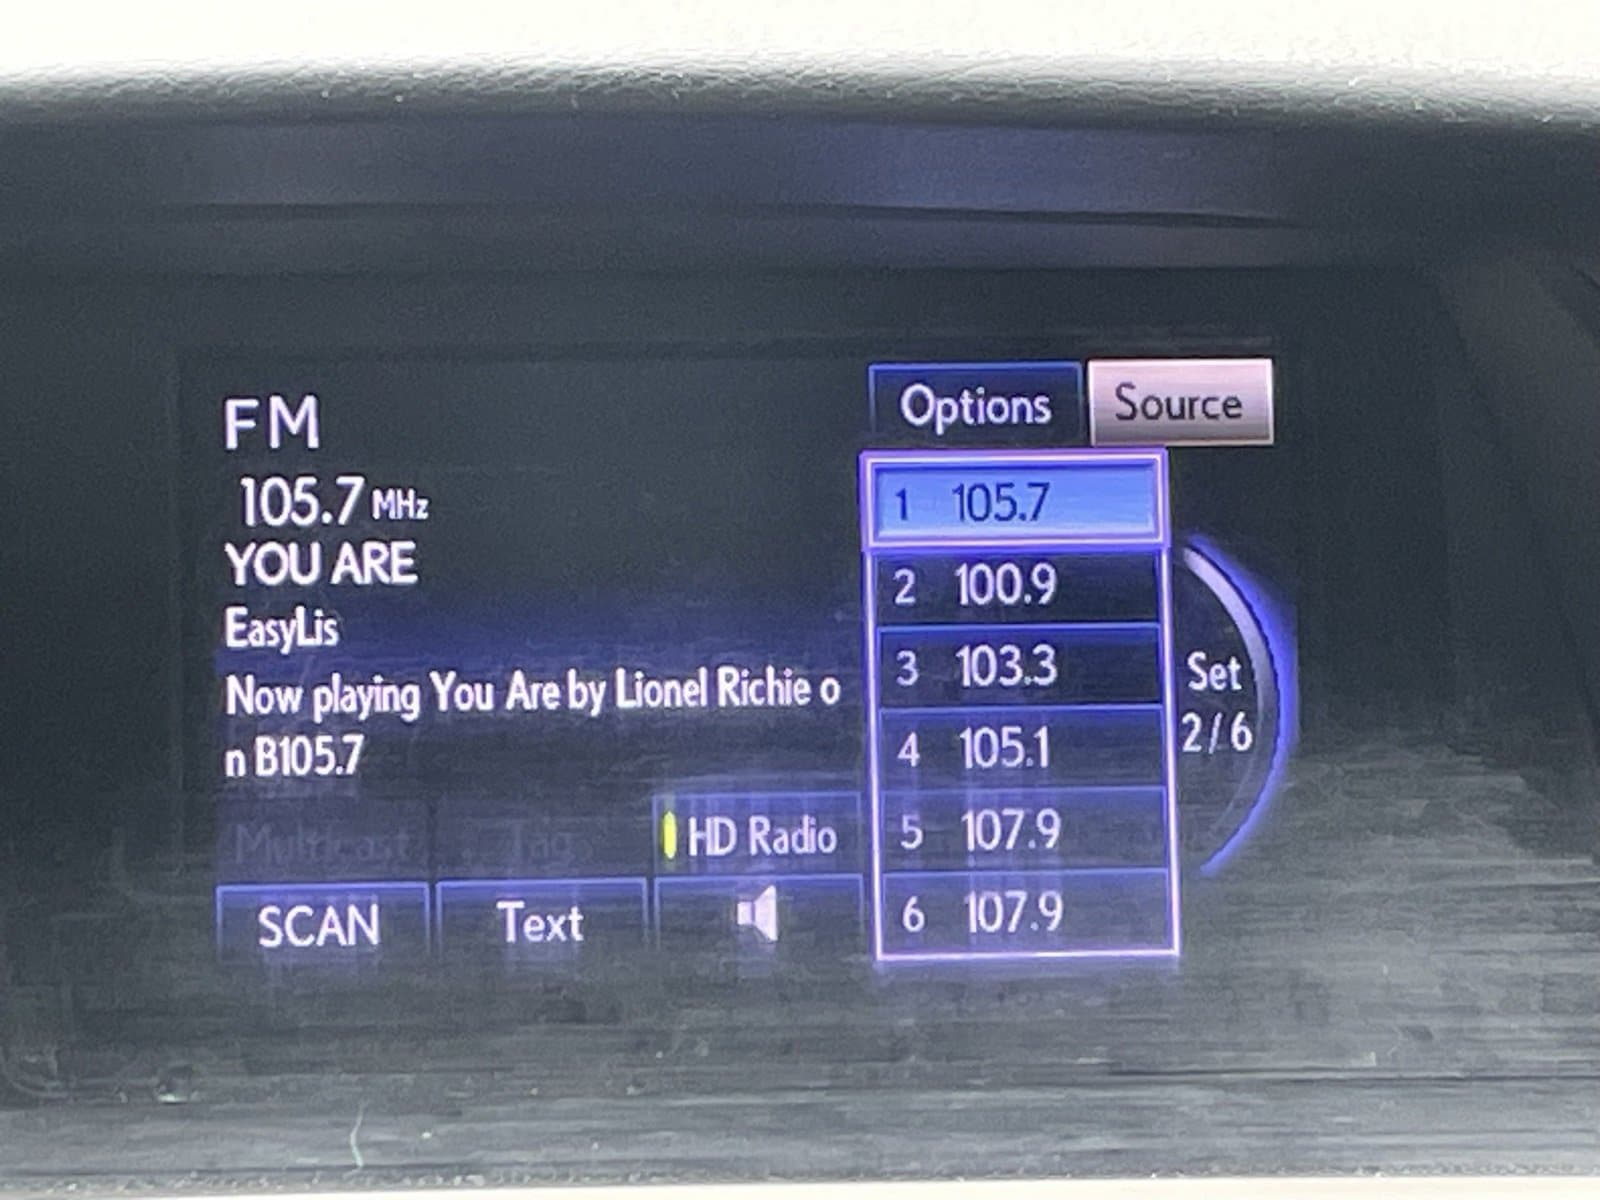 FM
105.7 MHz
YOU ARE
EasyLis
Now playing You Are by Lionel Richie o
n B105.7
Multicast Tag HD Radio
SCAN Text
Options Source
1 105.7
2 100.9
3 103.3
4 105.1
5 107.9
6 107.9
Set
2/6